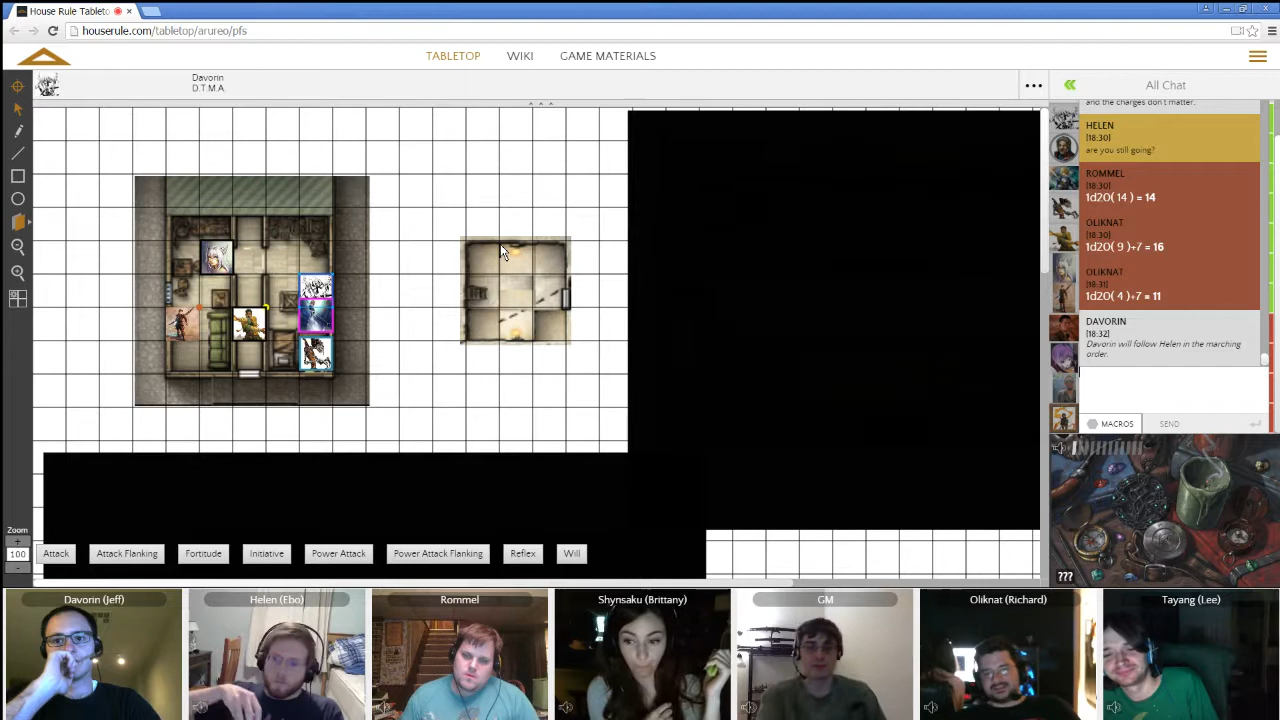 House Rule Tableto
houserule.com/tabletop/arureo/pfs
TABLETOP WIKI GAME MATERIALS
Davorin
D.T.M.A.
All Chat
and the charges don't matter.
HELEN
[18:30]
are you still going?
ROMMEL
[18:30]
1d20( 14 ) = 14
OLIKNAT
[18:30]
1d20( 9 )+7 = 16
OLIKNAT
[18:31]
1d20( 4 )+7 = 11
DAVORIN
[18:32]
Davorin will follow Helen in the marching
order.
MACROS SEND
Zoom
+
100
-
Attack Attack Flanking Fortitude Initiative Power Attack Power Attack Flanking Reflex Will
???
Davorin (Jeff) Helen (Ebo) Rommel Shynsaku (Brittany) GM Oliknat (Richard) Tayang (Lee)